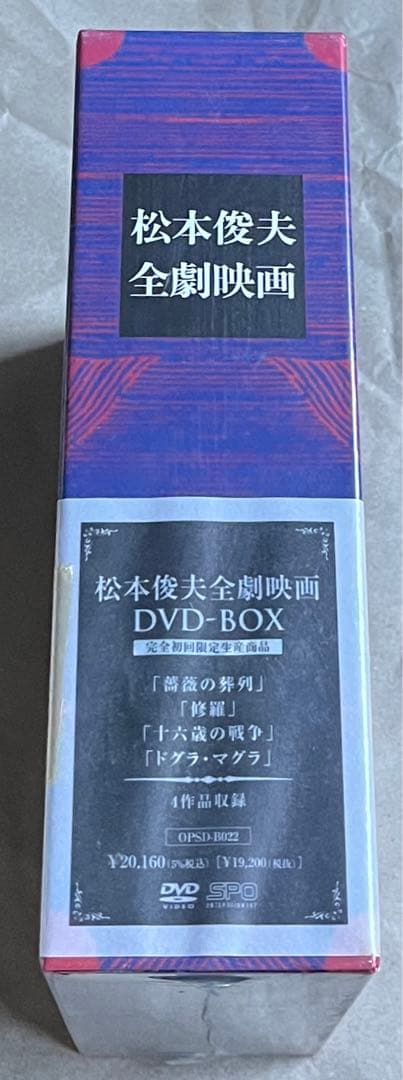 松本俊夫
全劇映画
松本俊夫全劇映画
DVD-BOX
完全初回限定生産商品
「薔薇の葬列」
「修羅」
「十六歳の戦争」
「ドグラ・マグラ」
4作品収録
OPSD-B022
¥20,160(5%税込) [¥19,200(税抜)]
DVD SPO
VIDEO ENTERTAINMENT